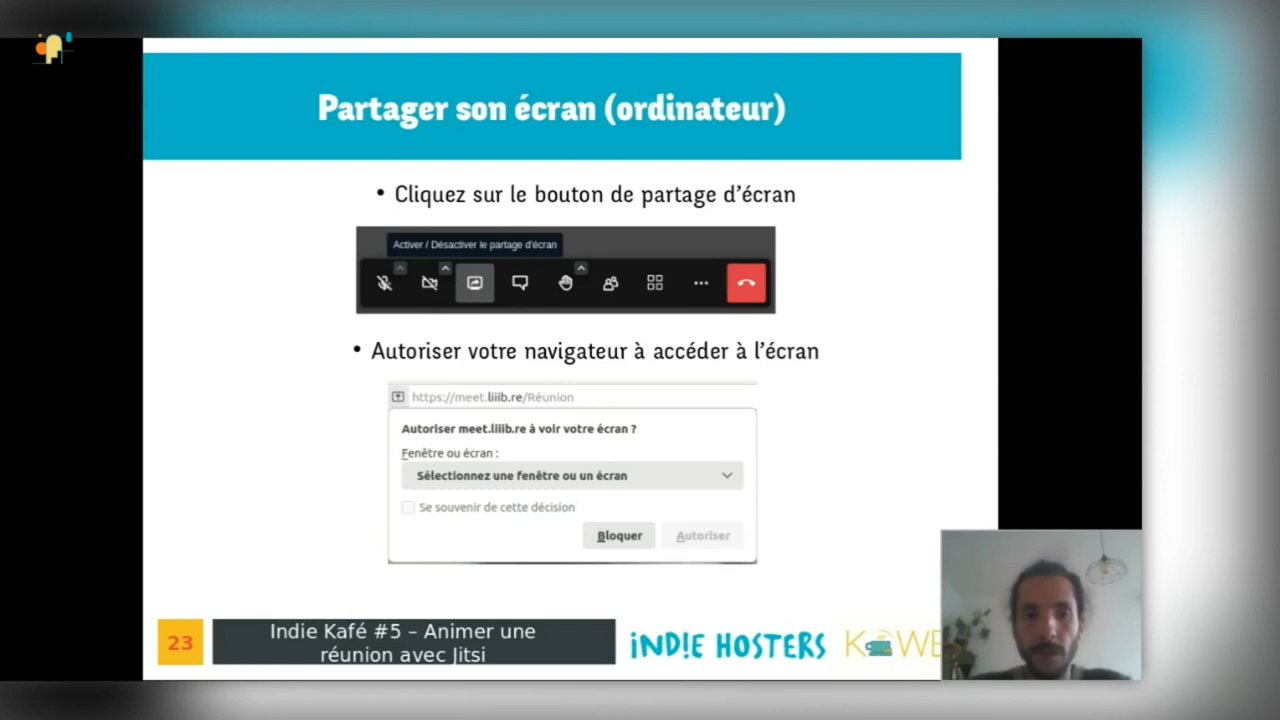 Partager son écran (ordinateur)
• Cliquez sur le bouton de partage d'écran
Activer / Désactiver le partage d'écran
• Autoriser votre navigateur à accéder à l'écran
https://meet.liiib.re/Réunion
Autoriser meet.liiib.re à voir votre écran ?
Fenêtre ou écran :
Sélectionnez une fenêtre ou un écran
Se souvenir de cette décision
Bloquer
Autoriser
23
Indie Kafé #5 – Animer une
réunion avec Jitsi
iNDiE HOSTERS